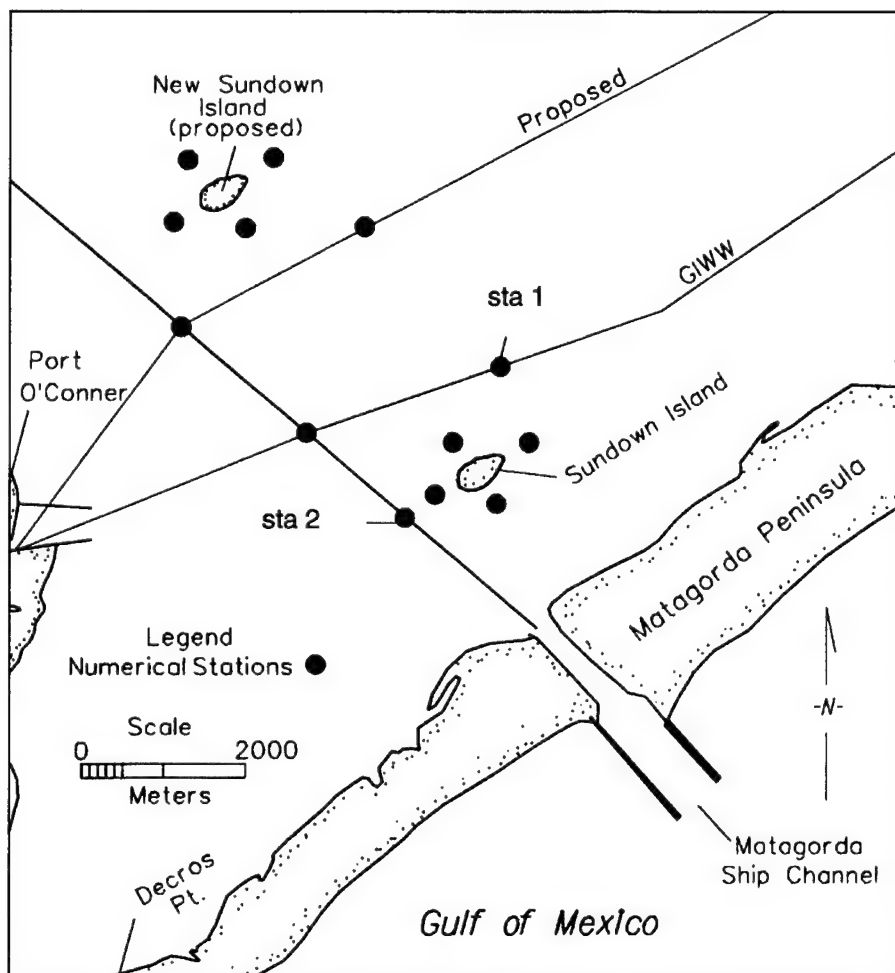 New Sundown
Island
(proposed)
Proposed
GIWW
sta 1
Port
O'Conner
Sundown Island
sta 2
Matagorda Peninsula
Legend
Numerical Stations
Scale
0 2000
Meters
-N-
Matagorda
Ship Channel
Decros
Pt.
Gulf of Mexico